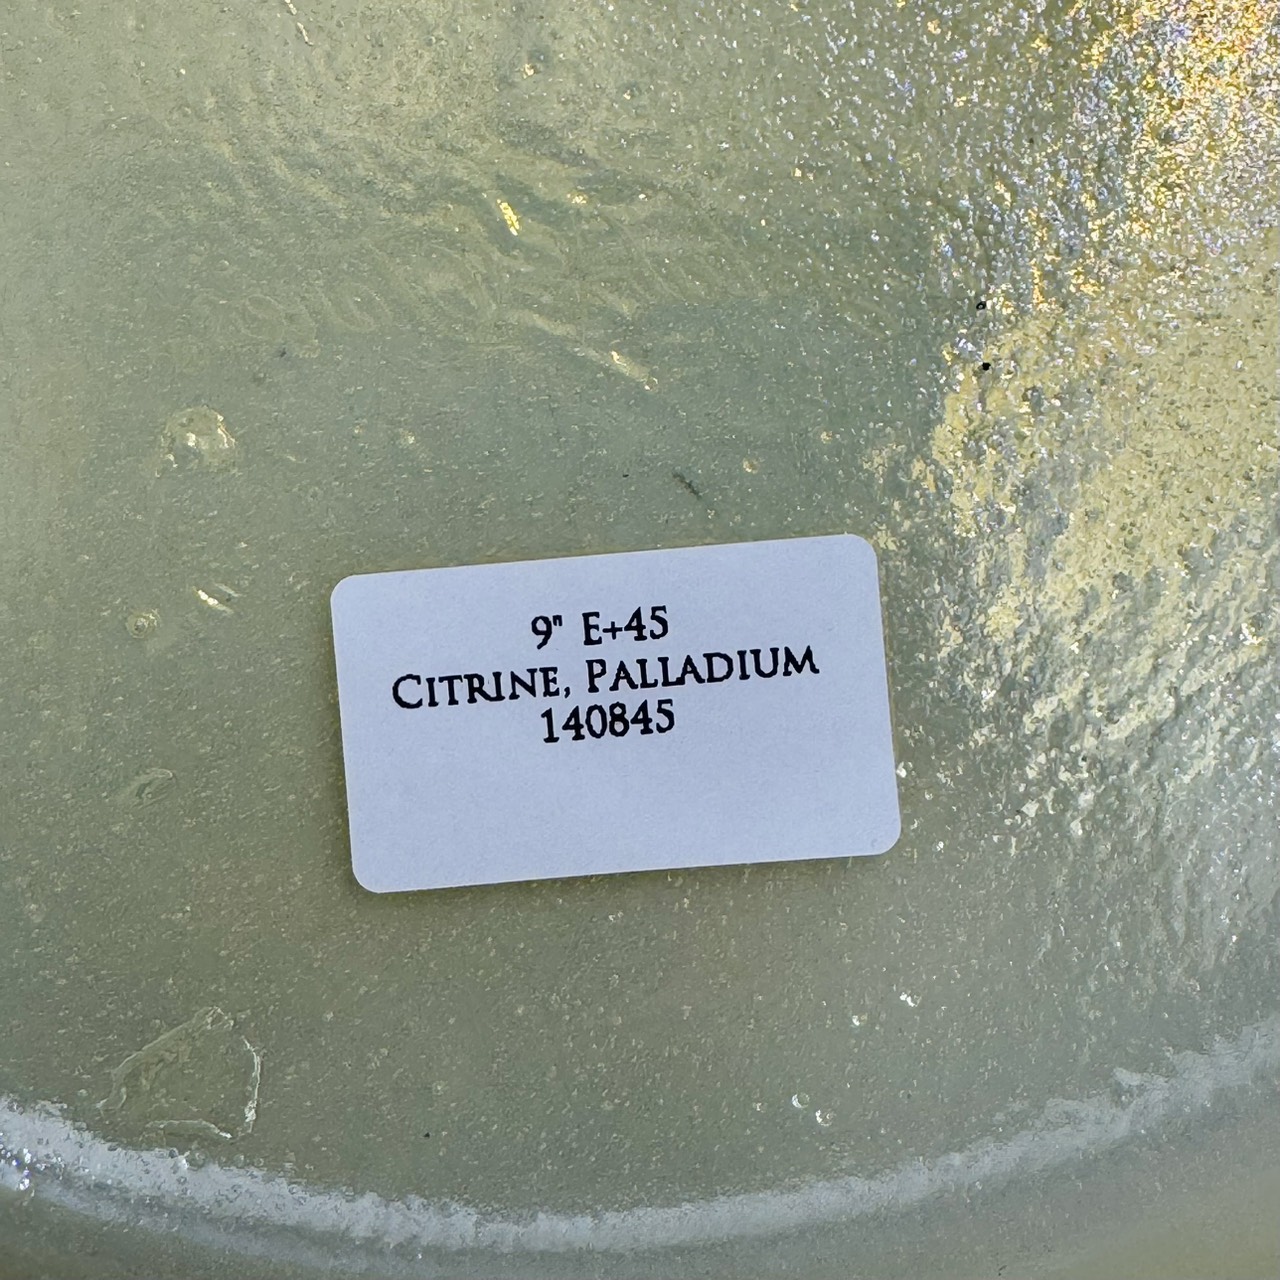 9" E+45
CITRINE, PALLADIUM
140845